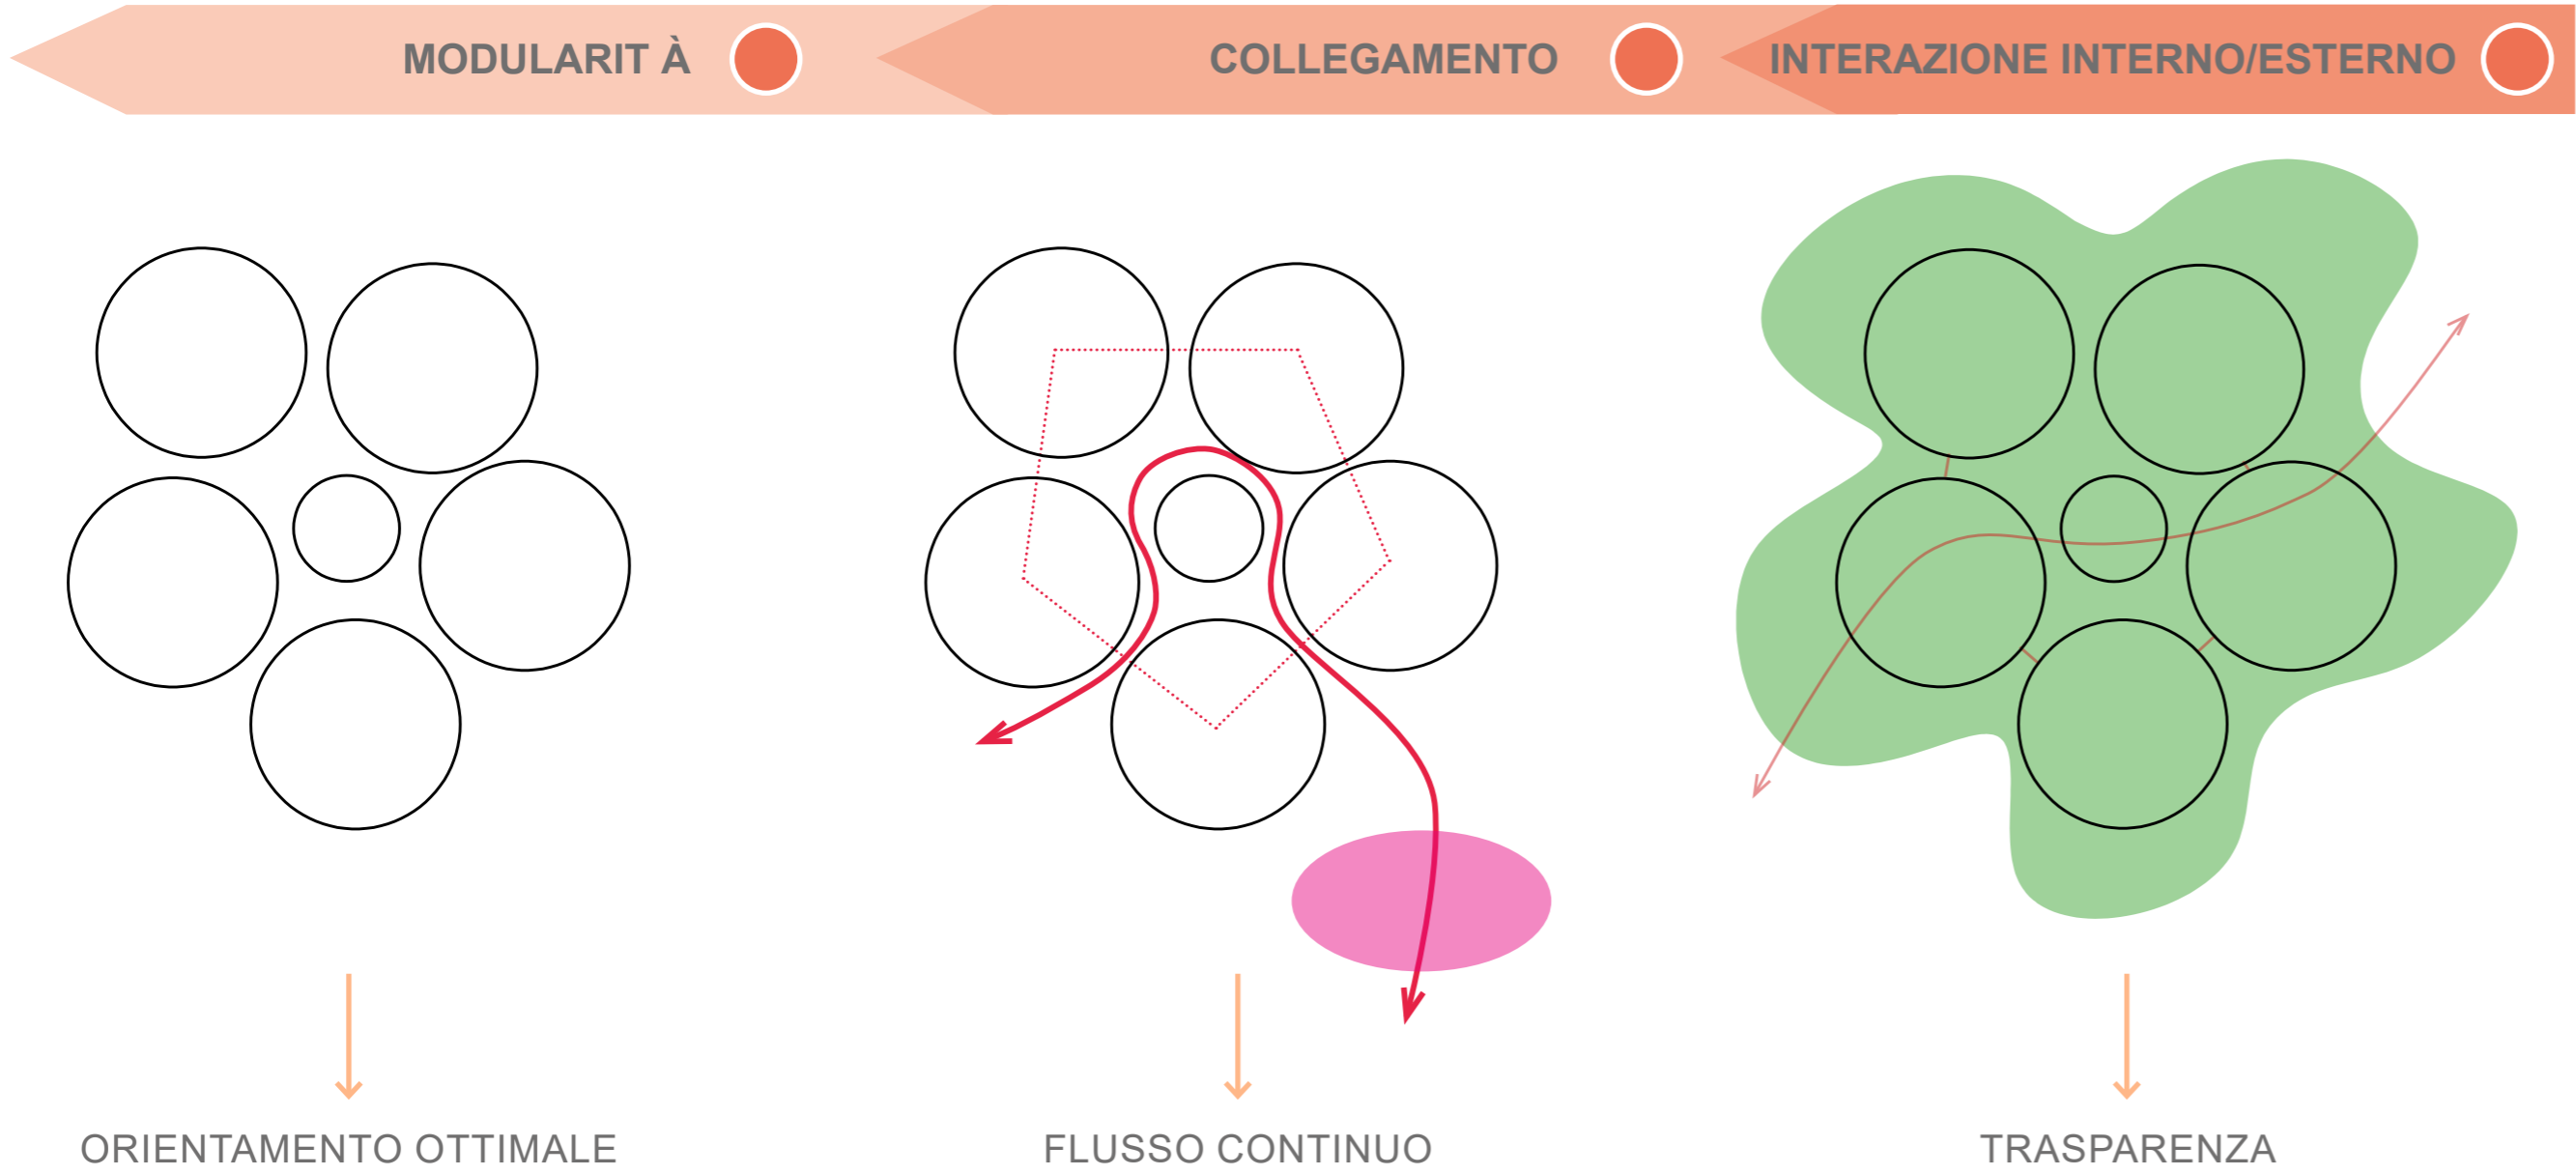 MODULARIT À
COLLEGAMENTO
INTERAZIONE INTERNO/ESTERNO
ORIENTAMENTO OTTIMALE
FLUSSO CONTINUO
TRASPARENZA